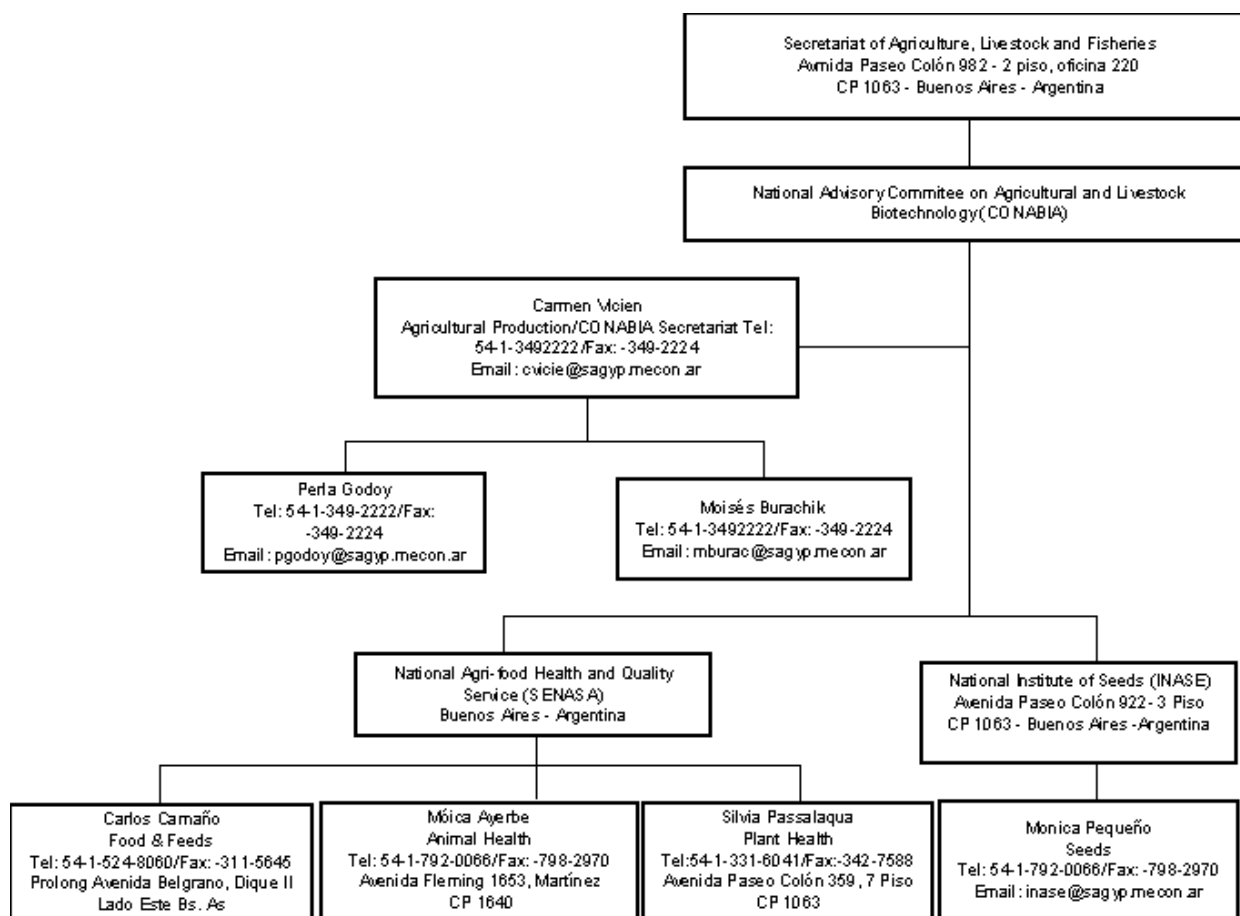 Secretariat of Agriculture, Livestock and Fisheries
Avmida Paseo Colón 982 - 2 piso, oficina 220
CP 1063 - Buenos Aires - Argentina
National Advisory Commitee on Agricultural and Livestock
Biotechnology (CONABIA)
Carmen Vicien
Agricultural Production/CONABIA Secretariat Tel:
54-1-3492222/Fax: -349-2224
Email: cvicie@sagyp.mecon.ar
Perla Godoy
Tel: 54-1-349-2222/Fax:
-349-2224
Email: pgodoy@sagyp.mecon.ar
Moisés Burachik
Tel: 54-1-3492222/Fax: -349-2224
Email: mburac@sagyp.mecon.ar
National Agri-food Health and Quality
Service (SENASA)
Buenos Aires - Argentina
National Institute of Seeds (INASE)
Avenida Paseo Colón 922- 3 Piso
CP 1063 - Buenos Aires -Argentina
Carlos Camaño
Food & Feeds
Tel: 54-1-524-8060/Fax: -311-5645
Prolong Avenida Belgrano, Dique II
Lado Este Bs. As
Móica Ayerbe
Animal Health
Tel: 54-1-792-0066/Fax: -798-2970
Avenida Fleming 1653, Martínez
CP 1640
Silvia Passalaqua
Plant Health
Tel:54-1-331-6041/Fax:-342-7588
Avenida Paseo Colón 359, 7 Piso
CP 1063
Monica Pequeño
Seeds
Tel: 54-1-792-0066/Fax: -798-2970
Email: inase@sagyp.mecon.ar